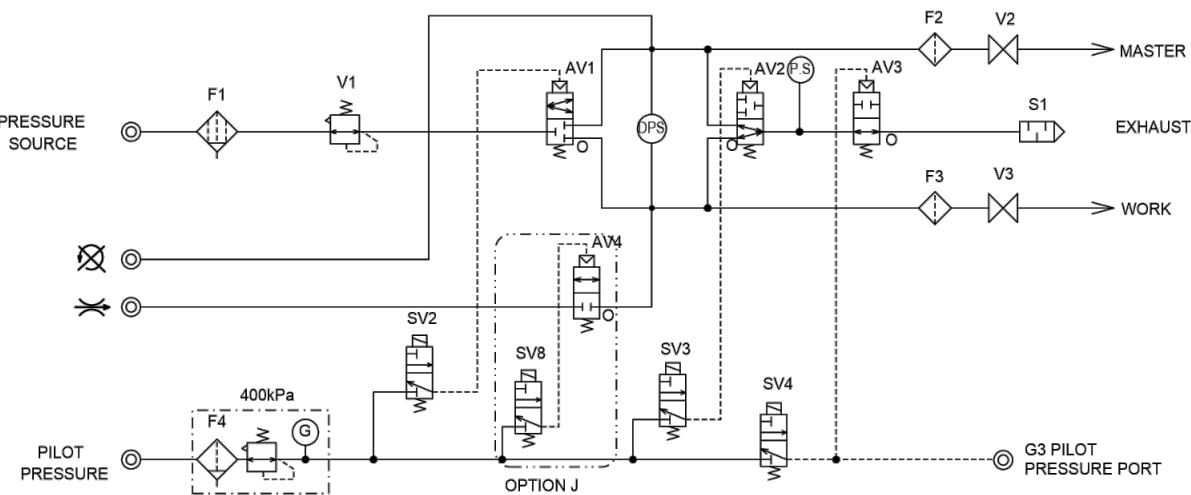 F2
V2
MASTER
AV1
AV2
P.S
AV3
F1
V1
PRESSURE
SOURCE
DPS
S1
EXHAUST
O
O
O
F3
V3
WORK
AV4
O
SV2
SV8
SV3
SV4
400kPa
F4
G
PILOT
PRESSURE
G3 PILOT
PRESSURE PORT
OPTION J